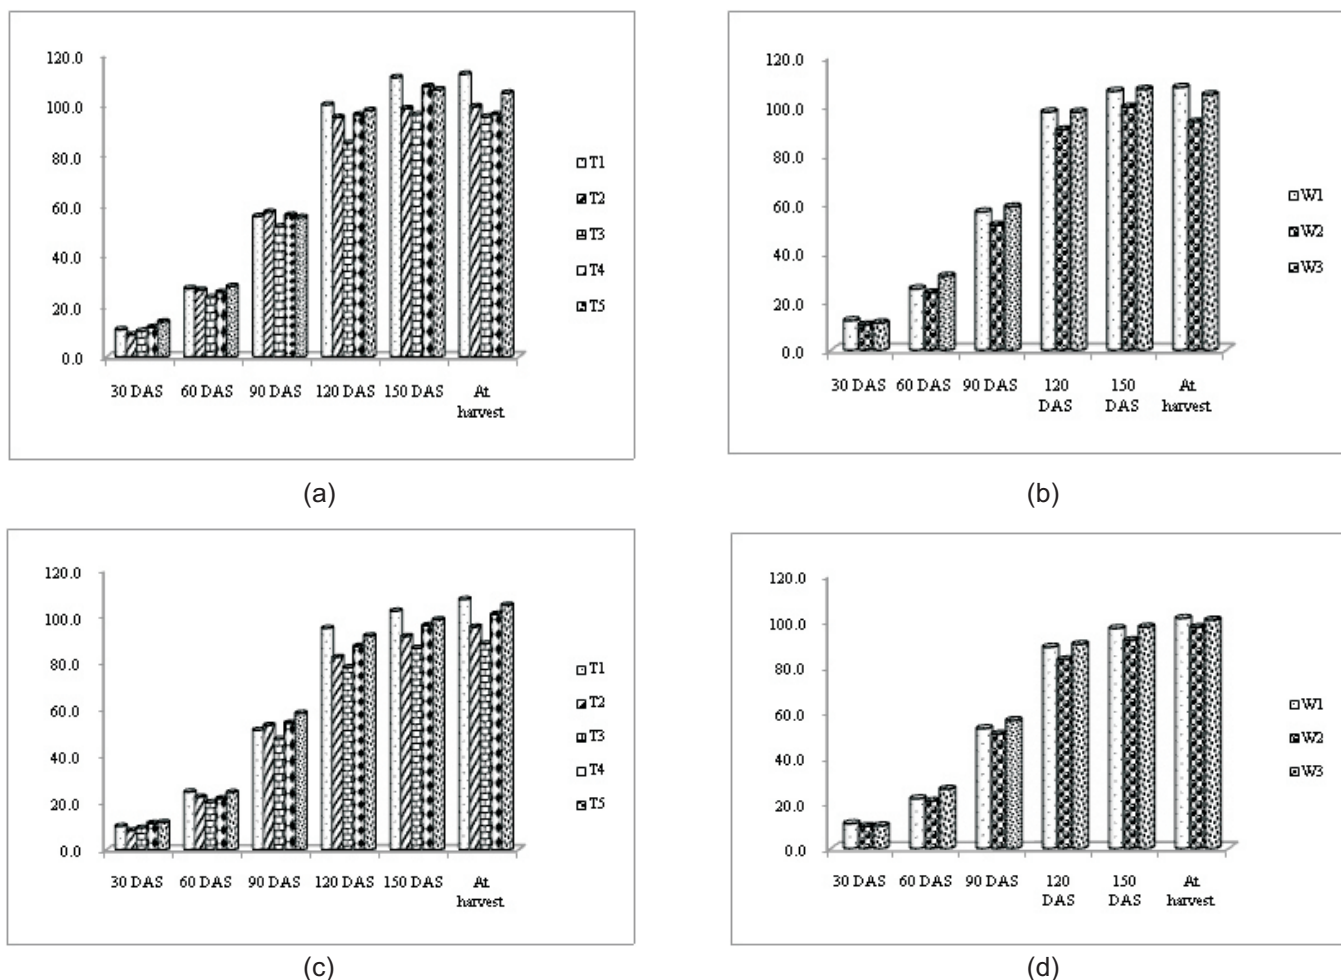 120.0
100.0
80.0
60.0
40.0
20.0
0.0
30 DAS 60 DAS 90 DAS 120 DAS 150 DAS At
harvest
T1
T2
T3
T4
T5
(a)
120.0
100.0
80.0
60.0
40.0
20.0
0.0
30 DAS 60 DAS 90 DAS 120 150 At
DAS DAS harvest
W1
W2
W3
(b)
120.0
100.0
80.0
60.0
40.0
20.0
0.0
30 DAS 60 DAS 90 DAS 120 DAS 150 DAS At
harvest
T1
T2
T3
T4
T5
(c)
120.0
100.0
80.0
60.0
40.0
20.0
0.0
30 DAS 60 DAS 90 DAS 120 150 At
DAS DAS harvest
W1
W2
W3
(d)